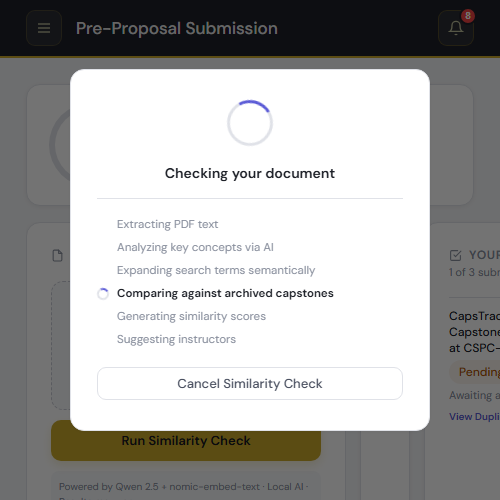 Pre-Proposal Submission
8
Checking your document
Extracting PDF text
Analyzing key concepts via AI
Expanding search terms semantically
Comparing against archived capstones
Generating similarity scores
Suggesting instructors
Cancel Similarity Check
Run Similarity Check
Powered by Qwen 2.5 + nomic-embed-text · Local AI ·
YOUR
1 of 3 subm
CapsTrac
Capstone
at CSPC-
Pending
Awaiting a
View Dupli